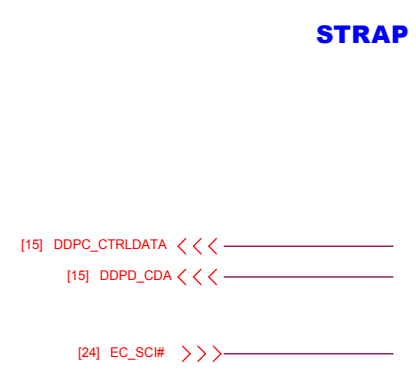 STRAP
[15] DDPC_CTRLDATA
[15] DDPD_CDA
[24] EC_SCI#